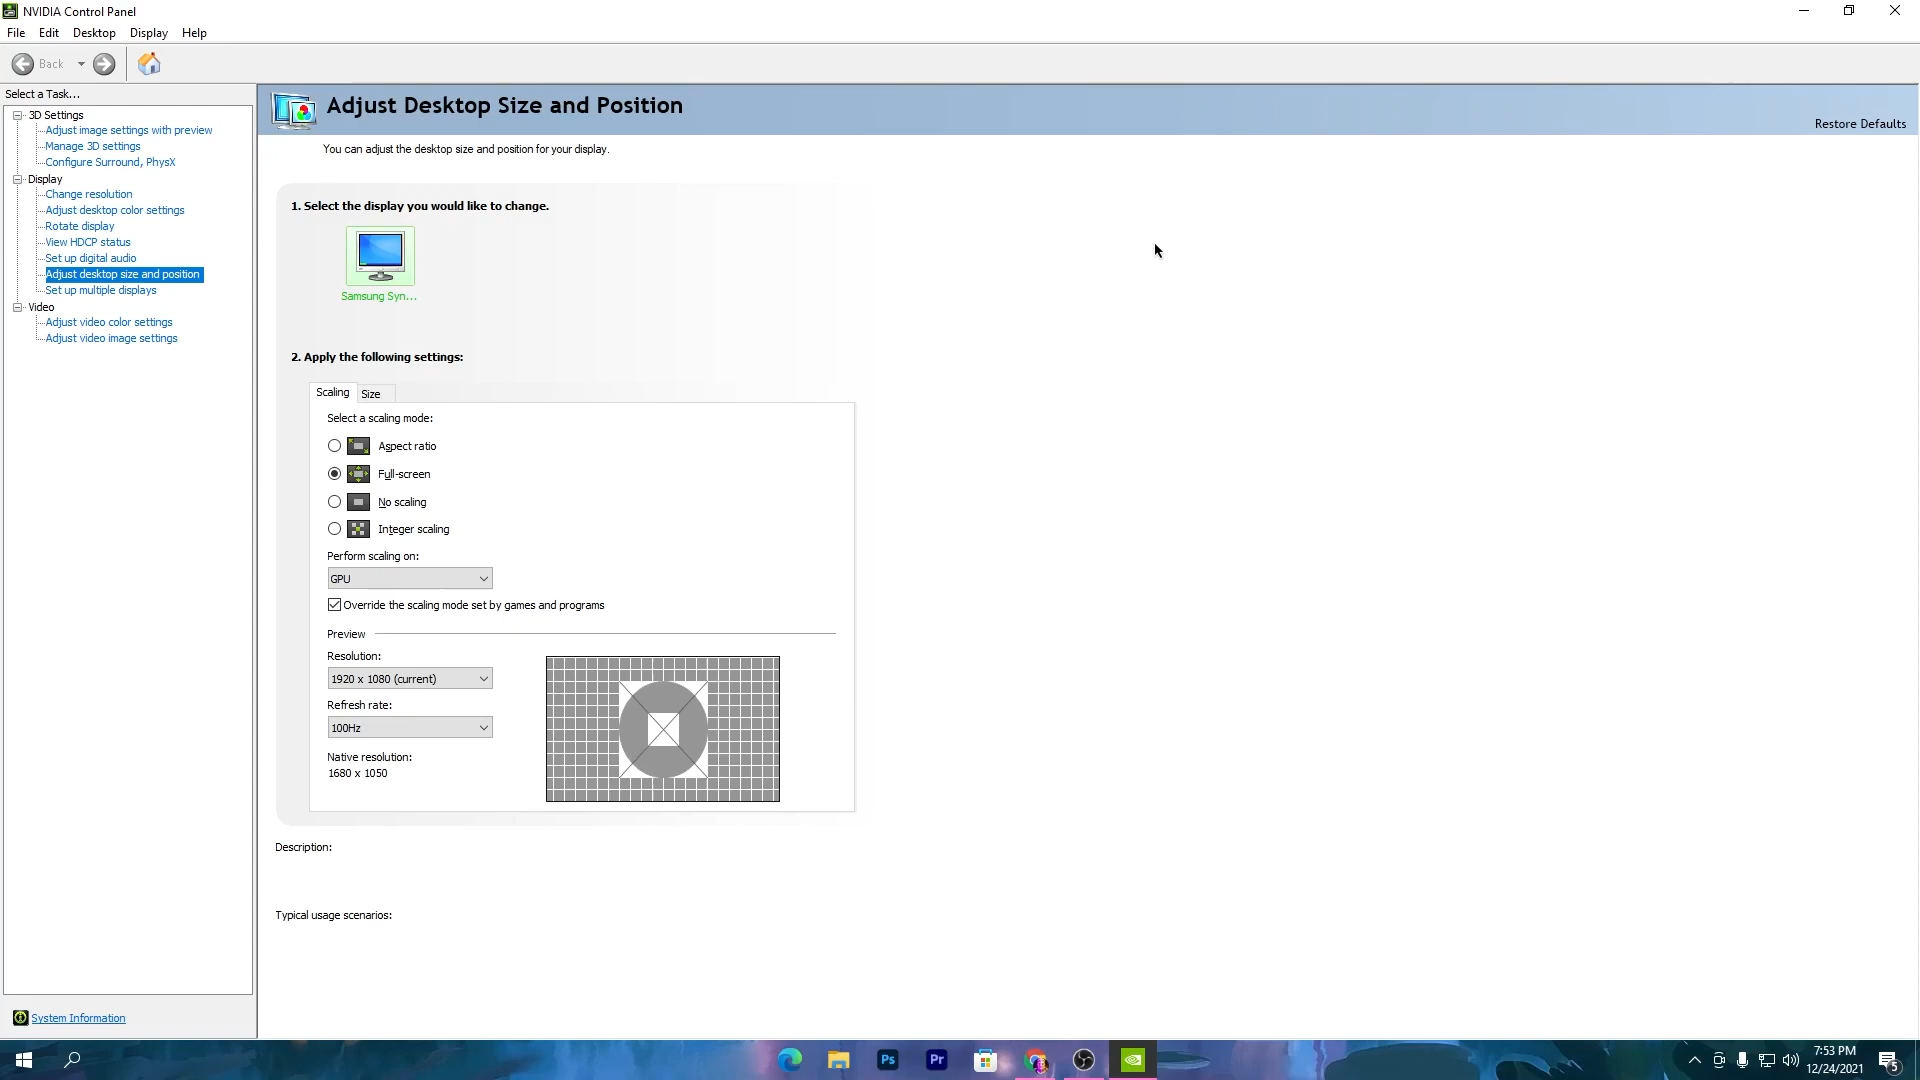 NVIDIA Control Panel
File Edit Desktop Display Help
Back
Select a Task...
3D Settings
Adjust image settings with preview
Manage 3D settings
Configure Surround, PhysX
Display
Change resolution
Adjust desktop color settings
Rotate display
View HDCP status
Set up digital audio
Adjust desktop size and position
Set up multiple displays
Video
Adjust video color settings
Adjust video image settings
System Information
Adjust Desktop Size and Position
Restore Defaults
You can adjust the desktop size and position for your display.
1. Select the display you would like to change.
Samsung Syn...
2. Apply the following settings:
Scaling Size
Select a scaling mode:
Aspect ratio
Full-screen
No scaling
Integer scaling
Perform scaling on:
GPU
Override the scaling mode set by games and programs
Preview
Resolution:
1920 x 1080 (current)
Refresh rate:
100Hz
Native resolution:
1680 x 1050
Description:
Typical usage scenarios:
Ps Pr
7:53 PM
12/24/2021
5